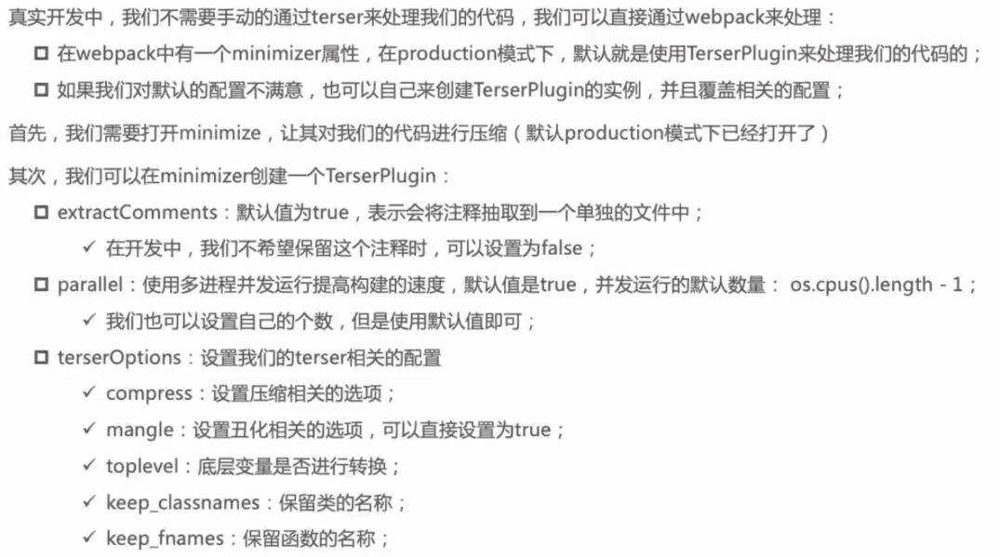 真实开发中，我们不需要手动的通过terser来处理我们的代码，我们可以直接通过webpack来处理：
在webpack中有一个minimizer属性，在production模式下，默认就是使用TerserPlugin来处理我们的代码的；
如果我们对默认的配置不满意，也可以自己来创建TerserPlugin的实例，并且覆盖相关的配置；
首先，我们需要打开minimize，让其对我们的代码进行压缩（默认production模式下已经打开了）
其次，我们可以在minimizer创建一个TerserPlugin：
extractComments：默认值为true，表示会将注释抽取到一个单独的文件中；
✓ 在开发中，我们不希望保留这个注释时，可以设置为false；
parallel：使用多进程并发运行提高构建的速度，默认值是true，并发运行的默认数量： os.cpus().length - 1；
✓ 我们也可以设置自己的个数，但是使用默认值即可；
terserOptions：设置我们的terser相关的配置
✓ compress：设置压缩相关的选项；
✓ mangle：设置丑化相关的选项，可以直接设置为true；
✓ toplevel：底层变量是否进行转换；
✓ keep_classnames：保留类的名称；
✓ keep_fnames：保留函数的名称；